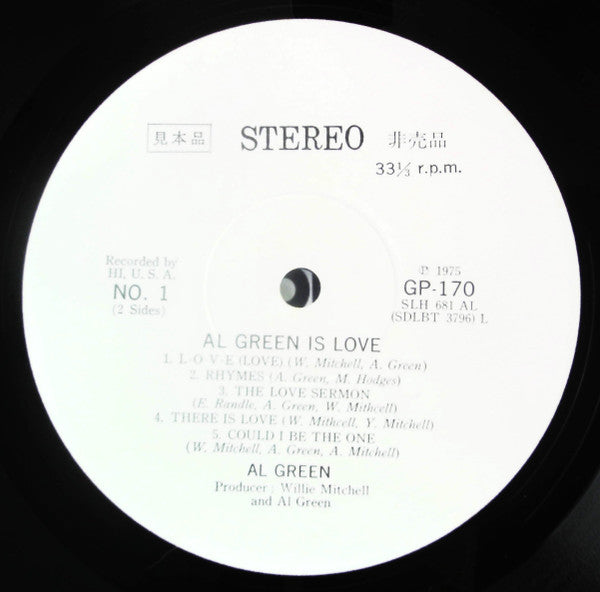 見本品 STEREO 非売品
33⅓ r.p.m.
Recorded by
HI, U. S. A.
NO. 1
(2 Sides)
℗ 1975
GP-170
SLH 681 AL
(SDLBT 3796) L
AL GREEN IS LOVE
1. L-O-V-E (LOVE) (W. Mitchell, A. Green)
2. RHYMES (A. Green, M. Hodges)
3. THE LOVE SERMON
(E. Randle, A. Green, W. Mithcell)
4. THERE IS LOVE (W. Mithcell, Y. Mitchell)
5. COULD I BE THE ONE
(W. Mitchell, A. Green, A. Mitchell)
AL GREEN
Producer; Willie Mitchell
and Al Green